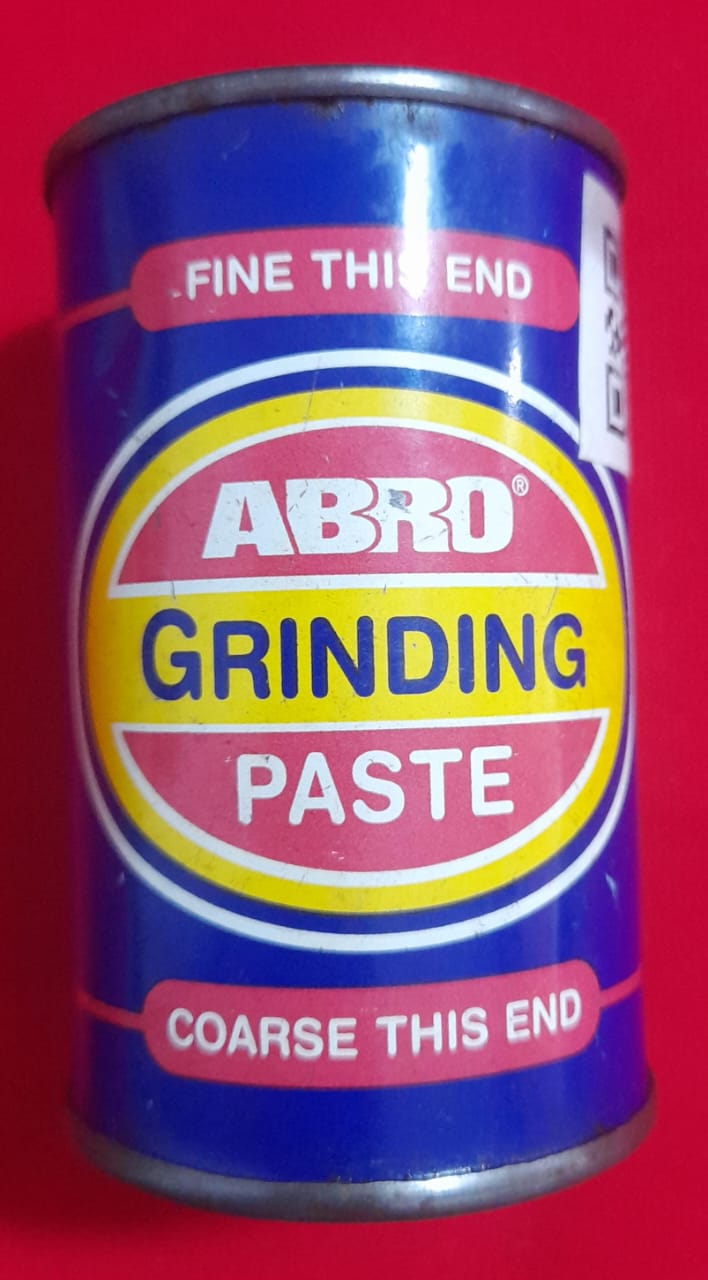 FINE THIS END
ABRO®
GRINDING
PASTE
COARSE THIS END